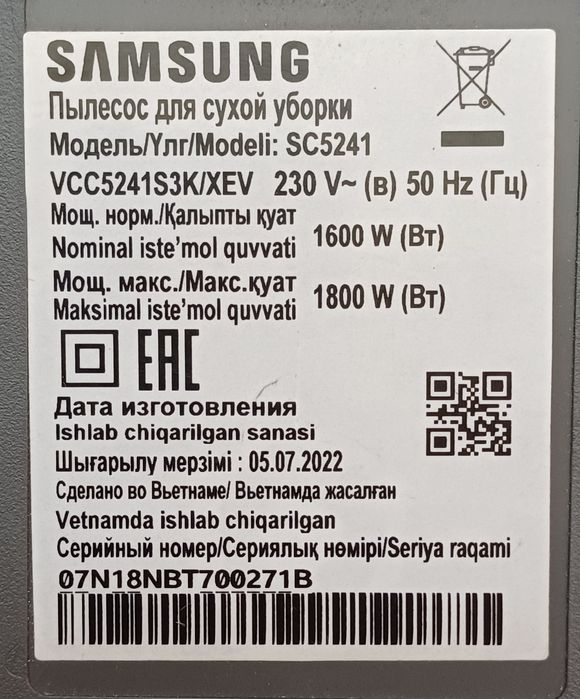 SAMSUNG
Пылесос для сухой уборки
Модель/Үлг/Modeli: SC5241
VCC5241S3K/XEV 230 V~ (в) 50 Hz (Гц)
Мощ. норм./Қалыпты қуат
Nominal iste'mol quvvati 1600 W (Вт)
Мощ. макс./Макс.қуат
Maksimal iste'mol quvvati 1800 W (Вт)
EAC
Дата изготовления
Ishlab chiqarilgan sanasi
Шығарылу мерзімі : 05.07.2022
Сделано во Вьетнаме/ Вьетнамда жасалған
Vetnamda ishlab chiqarilgan
Серийный номер/Сериялық нөмірі/Seriya raqami
07N18NBT700271B